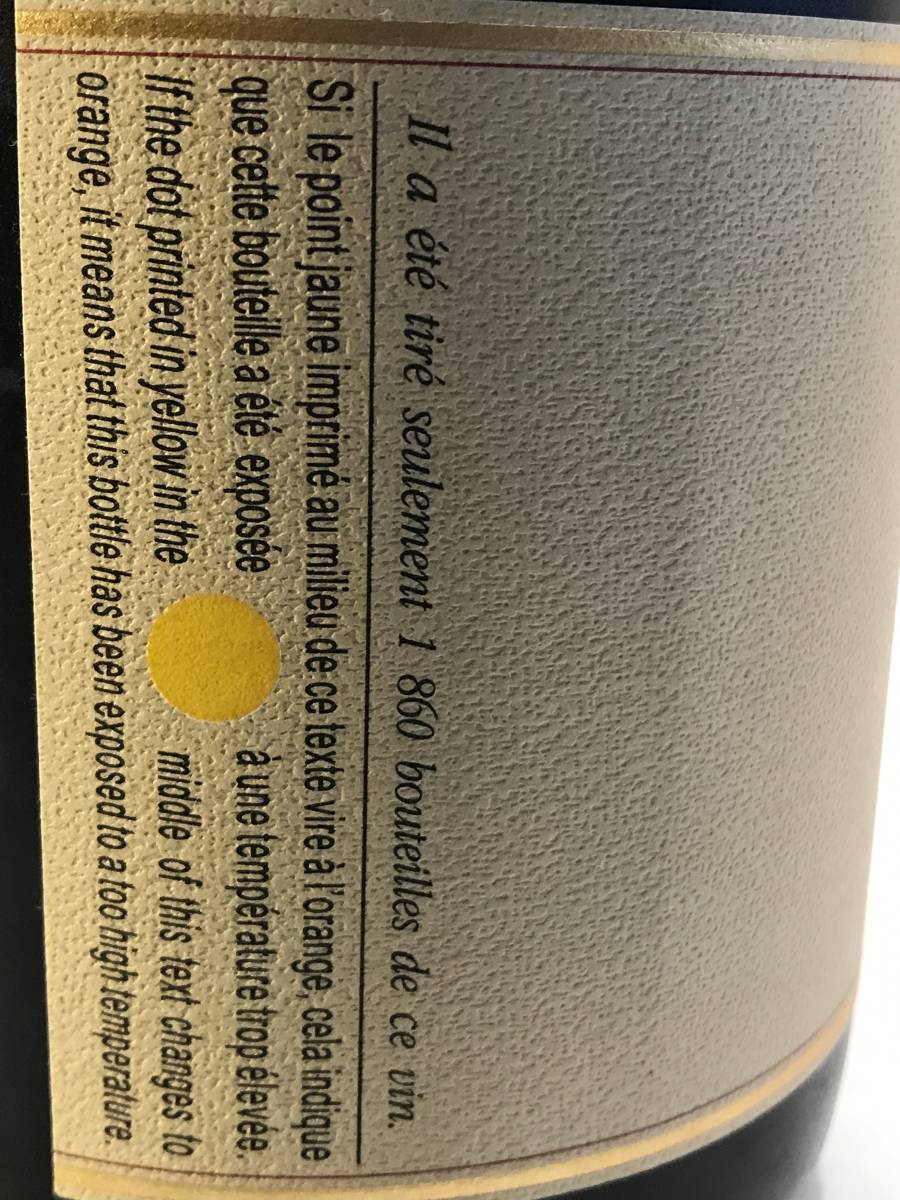 Il a été tiré seulement 1 860 bouteilles de ce vin.
Si le point jaune imprimé au milieu de ce texte vire à l'orange, cela indique
que cette bouteille a été exposée à une température trop élevée.
If the dot printed in yellow in the middle of this text changes to
orange, it means that this bottle has been exposed to a too high temperature.